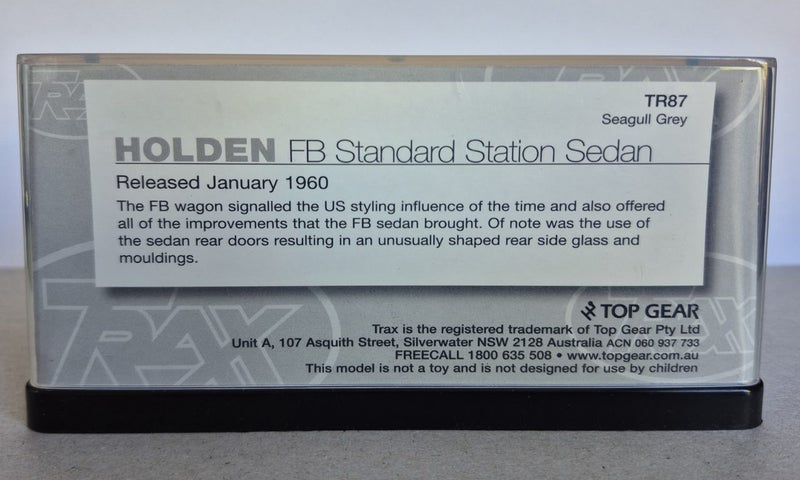 TRAX
TRAX
TR87
Seagull Grey
HOLDEN FB Standard Station Sedan
Released January 1960
The FB wagon signalled the US styling influence of the time and also offered
all of the improvements that the FB sedan brought. Of note was the use of
the sedan rear doors resulting in an unusually shaped rear side glass and
mouldings.
TRAX
TRAX
TOP GEAR
Trax is the registered trademark of Top Gear Pty Ltd
Unit A, 107 Asquith Street, Silverwater NSW 2128 Australia ACN 060 937 733
FREECALL 1800 635 508 • www.topgear.com.au
This model is not a toy and is not designed for use by children